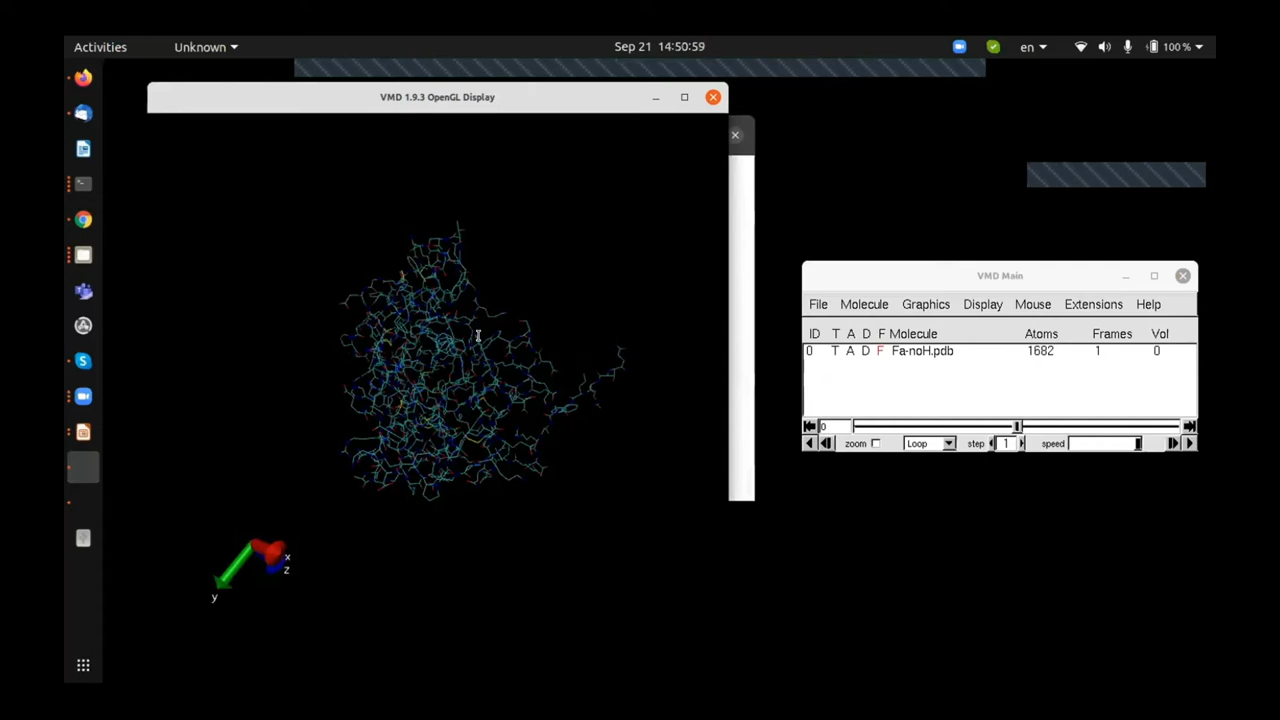 Activities Unknown Sep 21 14:50:59 en 100 %
VMD 1.9.3 OpenGL Display
VMD Main
File Molecule Graphics Display Mouse Extensions Help
ID T A D F Molecule Atoms Frames Vol
0 T A D F Fa-noH.pdb 1682 1 0
0
zoom Loop step 1 speed
x
z
y